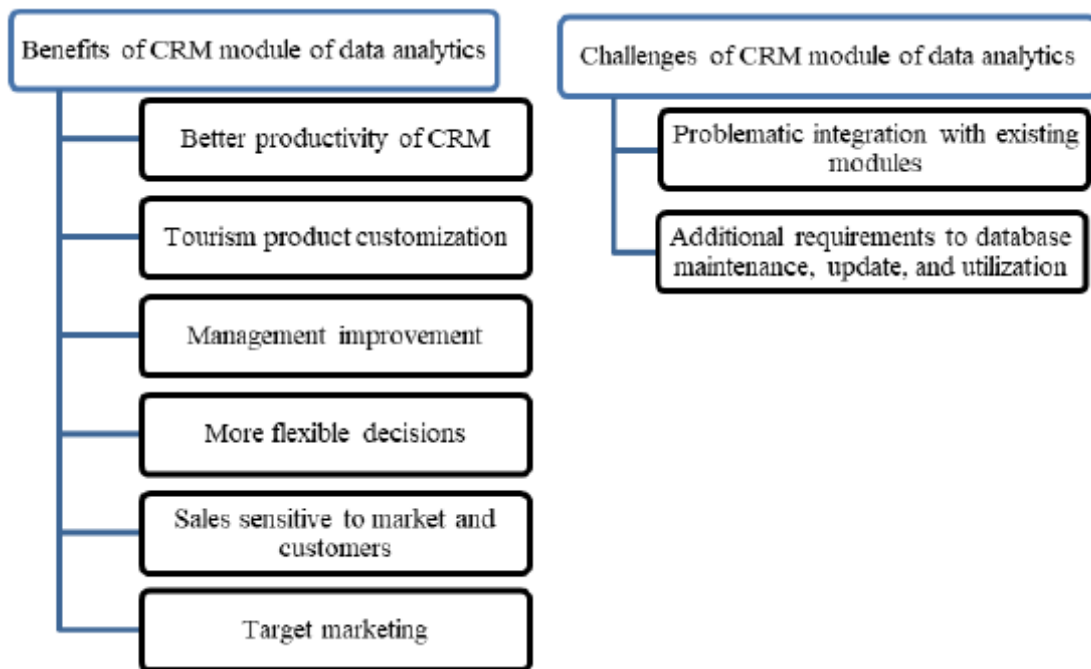 Benefits of CRM module of data analytics
Better productivity of CRM
Tourism product customization
Management improvement
More flexible decisions
Sales sensitive to market and
customers
Target marketing
Challenges of CRM module of data analytics
Problematic integration with existing
modules
Additional requirements to database
maintenance, update, and utilization